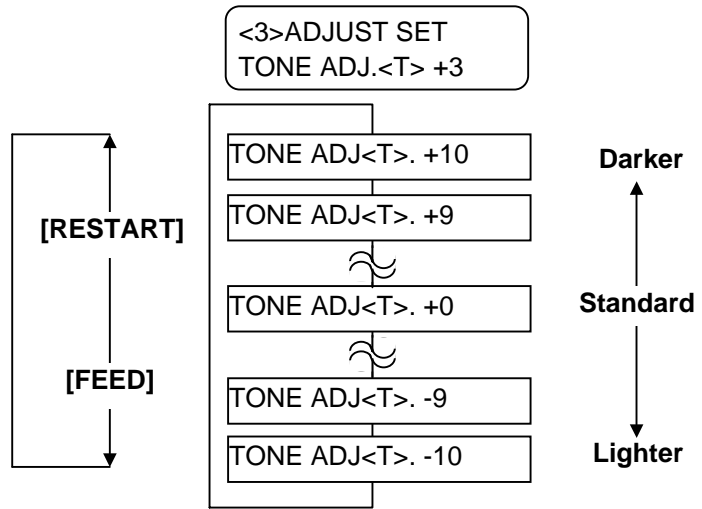 <3>ADJUST SET
TONE ADJ.<T> +3
TONE ADJ<T>. +10
Darker
TONE ADJ<T>. +9
[RESTART]
TONE ADJ<T>. +0
Standard
[FEED]
TONE ADJ<T>. -9
TONE ADJ<T>. -10
Lighter